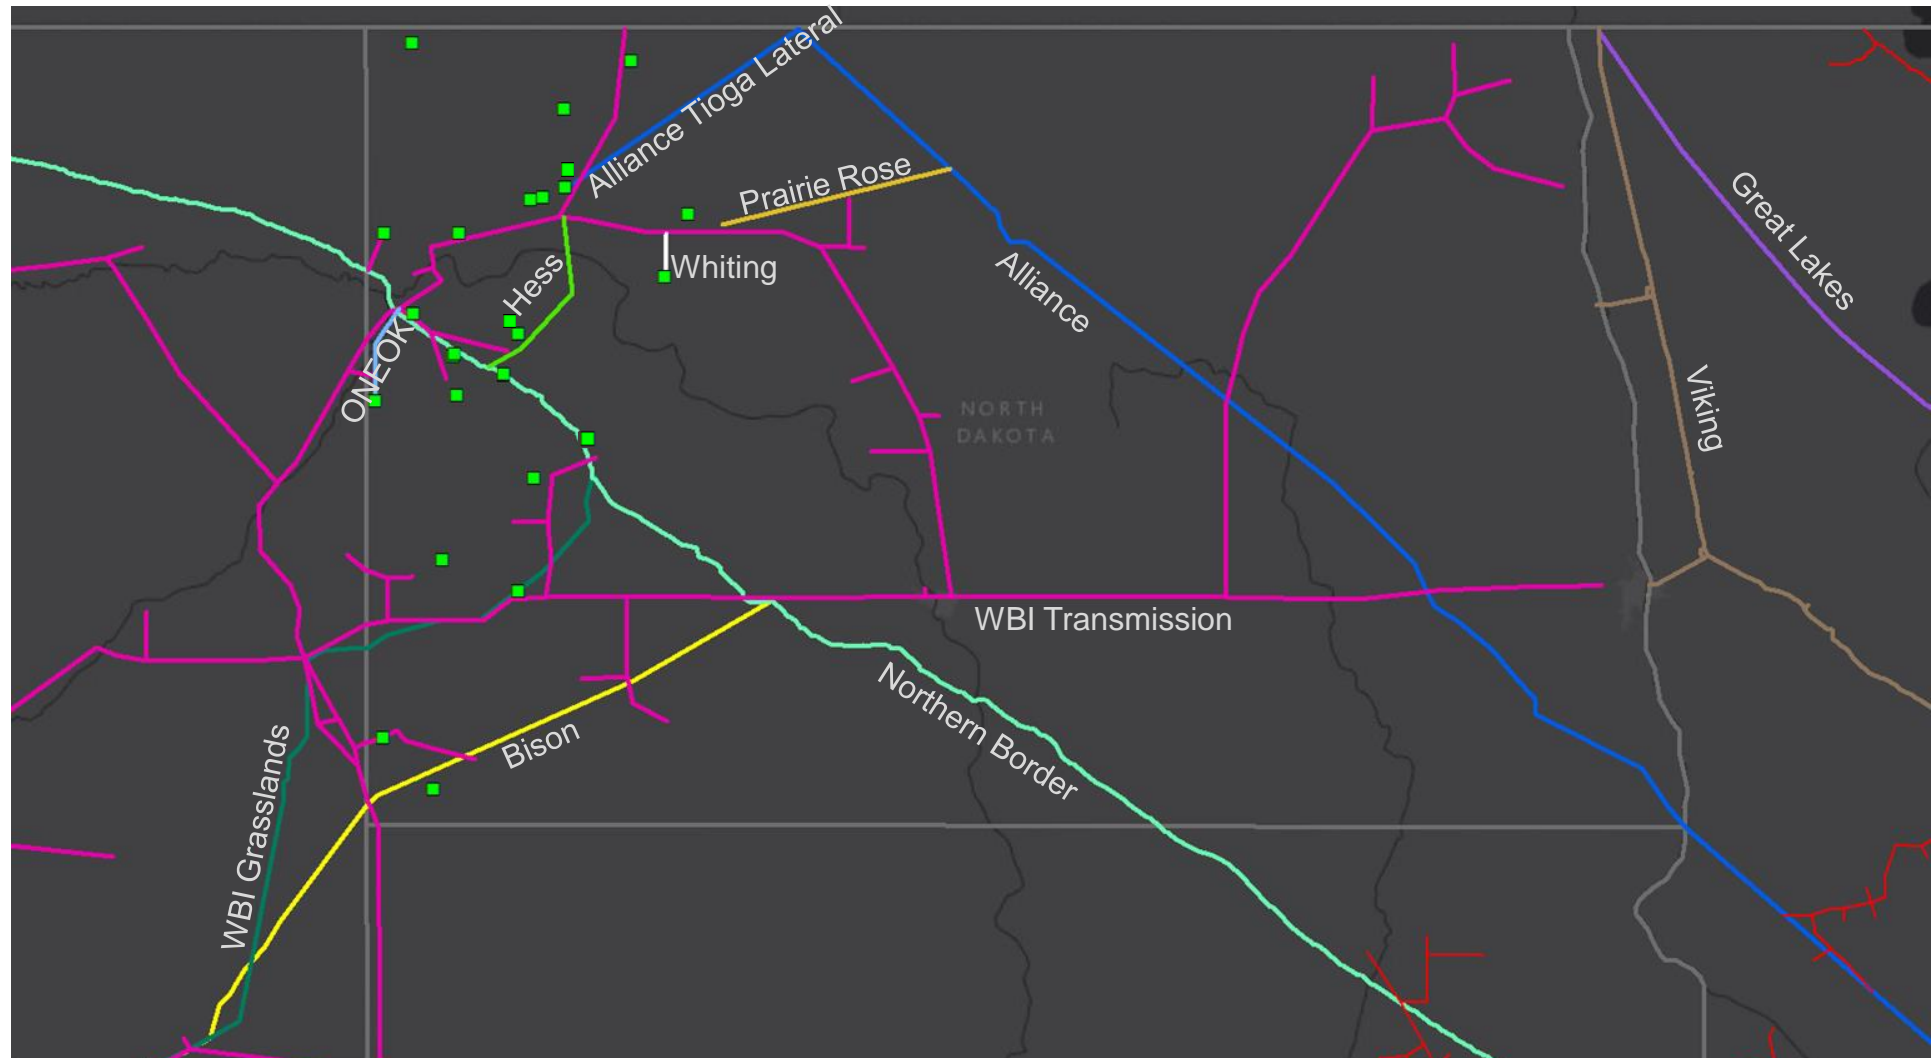 Alliance Tioga Lateral
Prairie Rose
Great Lakes
Whiting
Hess
Alliance
ONEOK
NORTH
DAKOTA
Viking
WBI Transmission
Northern Border
Bison
WBI Grasslands